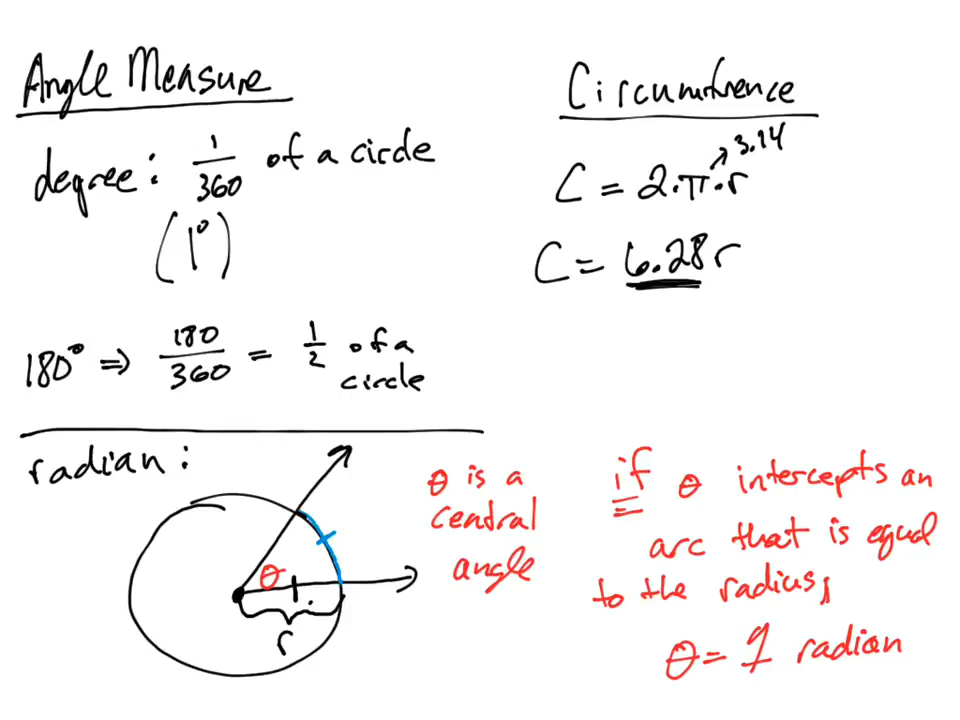 Angle Measure
degree: 1/360 of a circle
(1°)
180° ⇒ 180/360 = 1/2 of a
circle
Circumfrence
C = 2·π·r → 3.14
C = 6.28r
radian:
θ
r
θ is a
central
angle
if θ intercepts an
arc that is equal
to the radius,
θ = 1 radian